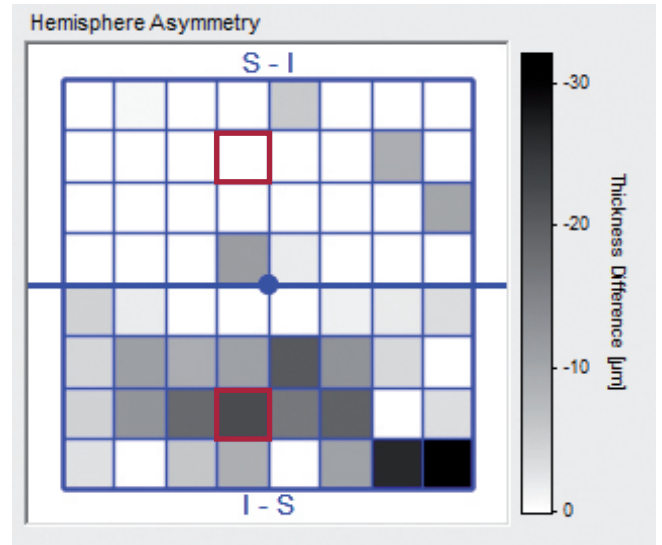 Hemisphere Asymmetry
S - I
I - S
-30
-20
-10
0
Thickness Difference [µm]